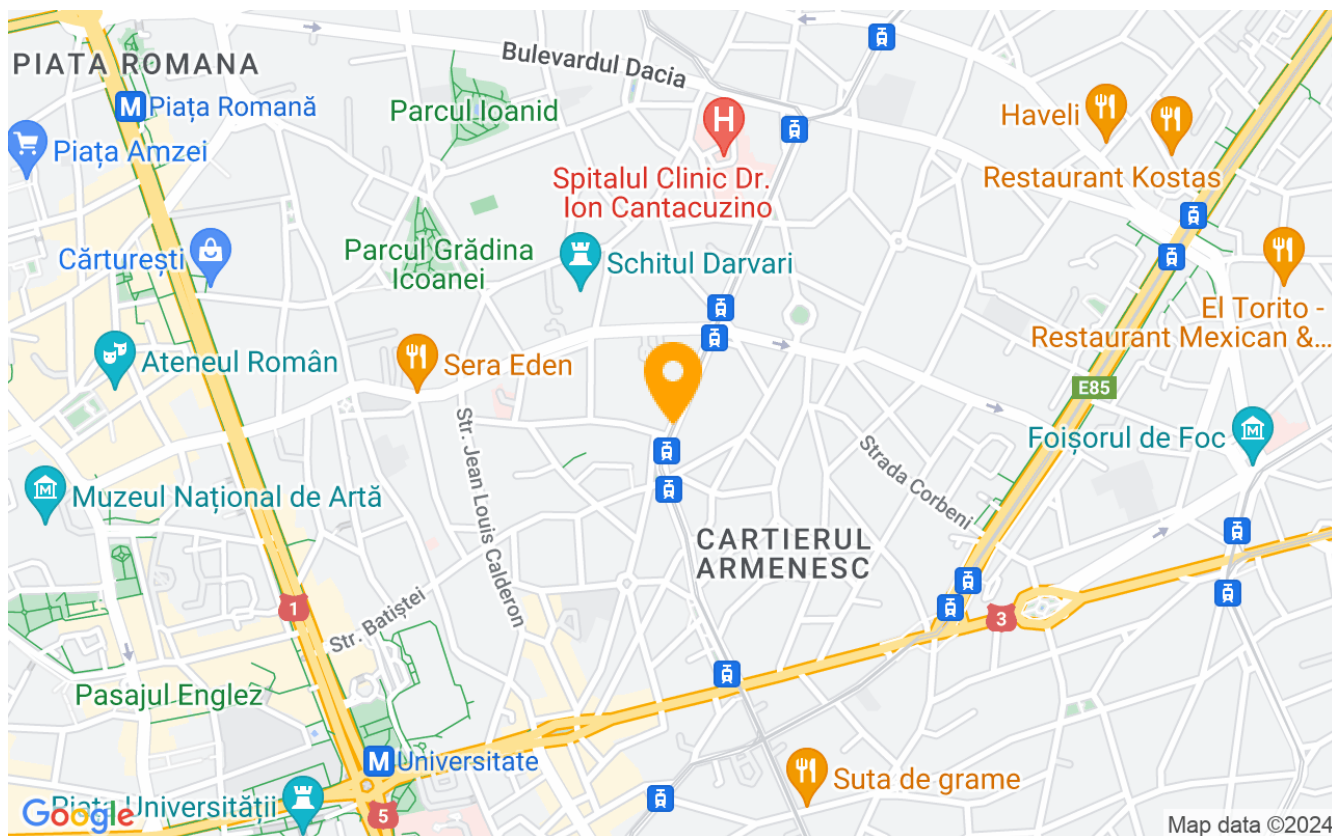 Bulevardul Dacia
PIATA ROMANA
M Piața Romană
Parcul Ioanid
H
Haveli
Piața Amzei
Spitalul Clinic Dr.
Ion Cantacuzino
Restaurant Kostas
Parcul Grădina
Icoanei
Cărturești
Schitul Darvari
El Torito -
Restaurant Mexican &...
Ateneul Român
Sera Eden
E85
Foișorul de Foc
M
Strada Corbeni
Str. Jean Louis Calderon
M
Muzeul Național de Artă
CARTIERUL
ARMENESC
1
Str. Batiștei
3
Pasajul Englez
M Universitate
Suta de grame
Piața Universității
5
Google
Map data ©2024